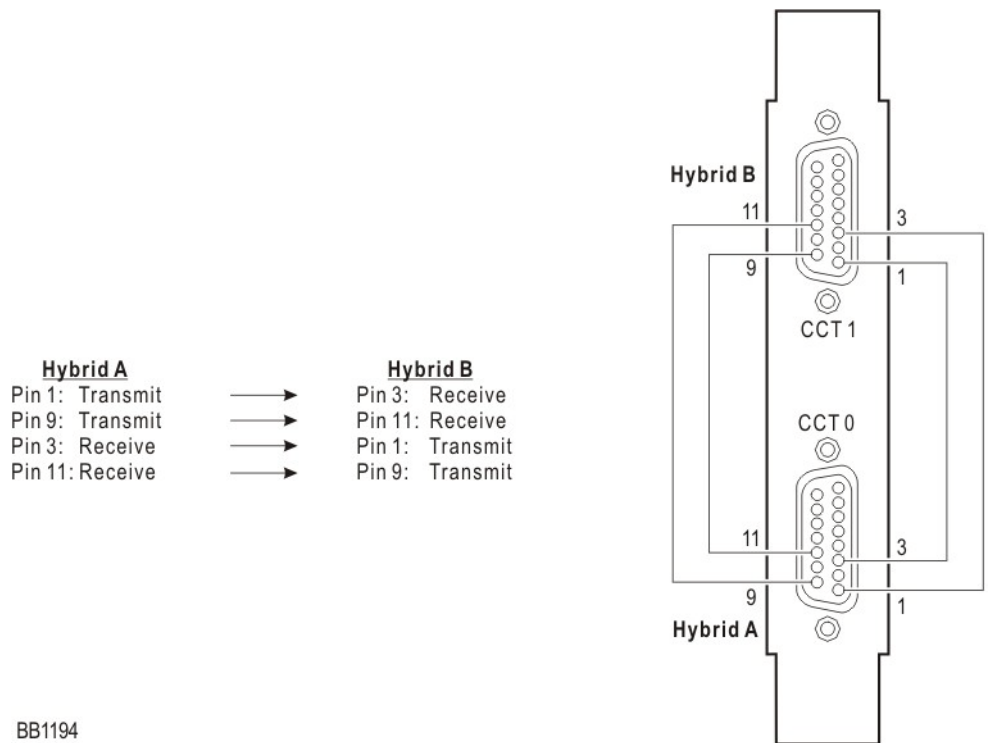 Hybrid B
11
3
9
1
CCT 1
Hybrid A Hybrid B
Pin 1: Transmit Pin 3: Receive
Pin 9: Transmit Pin 11: Receive
Pin 3: Receive Pin 1: Transmit
Pin 11: Receive Pin 9: Transmit
CCT 0
11
3
9
1
Hybrid A
BB1194